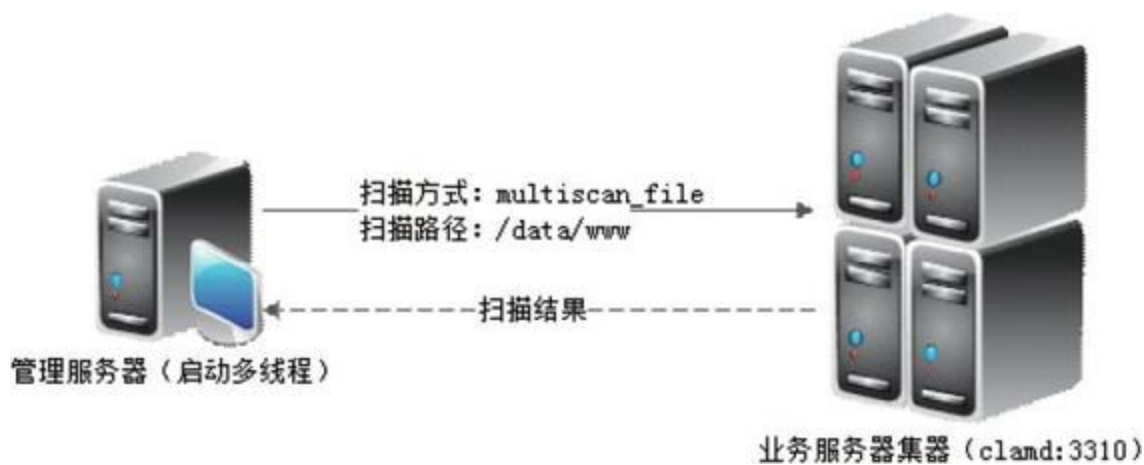 扫描方式：multiscan_file
扫描路径：/data/www
扫描结果
管理服务器（启动多线程）
业务服务器集器（clamd:3310）